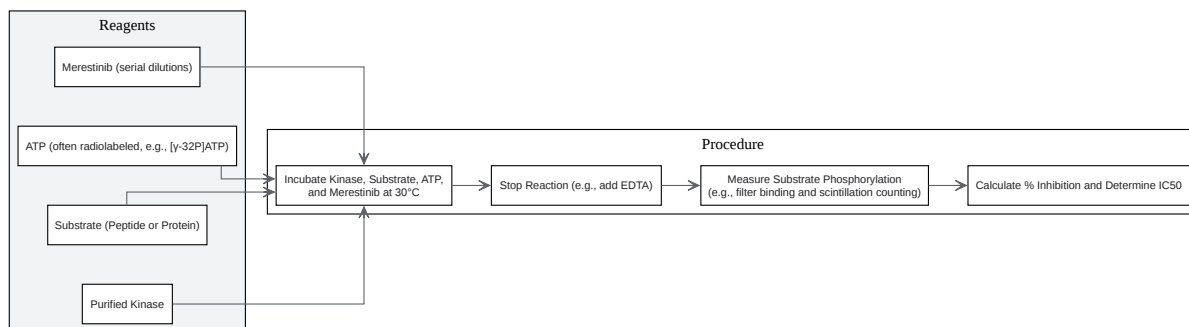 Reagents
Merestinib (serial dilutions)
ATP (often radiolabeled, e.g., [γ-32P]ATP)
Substrate (Peptide or Protein)
Purified Kinase
Procedure
Incubate Kinase, Substrate, ATP,
and Merestinib at 30°C
Stop Reaction (e.g., add EDTA)
Measure Substrate Phosphorylation
(e.g., filter binding and scintillation counting)
Calculate % Inhibition and Determine IC50